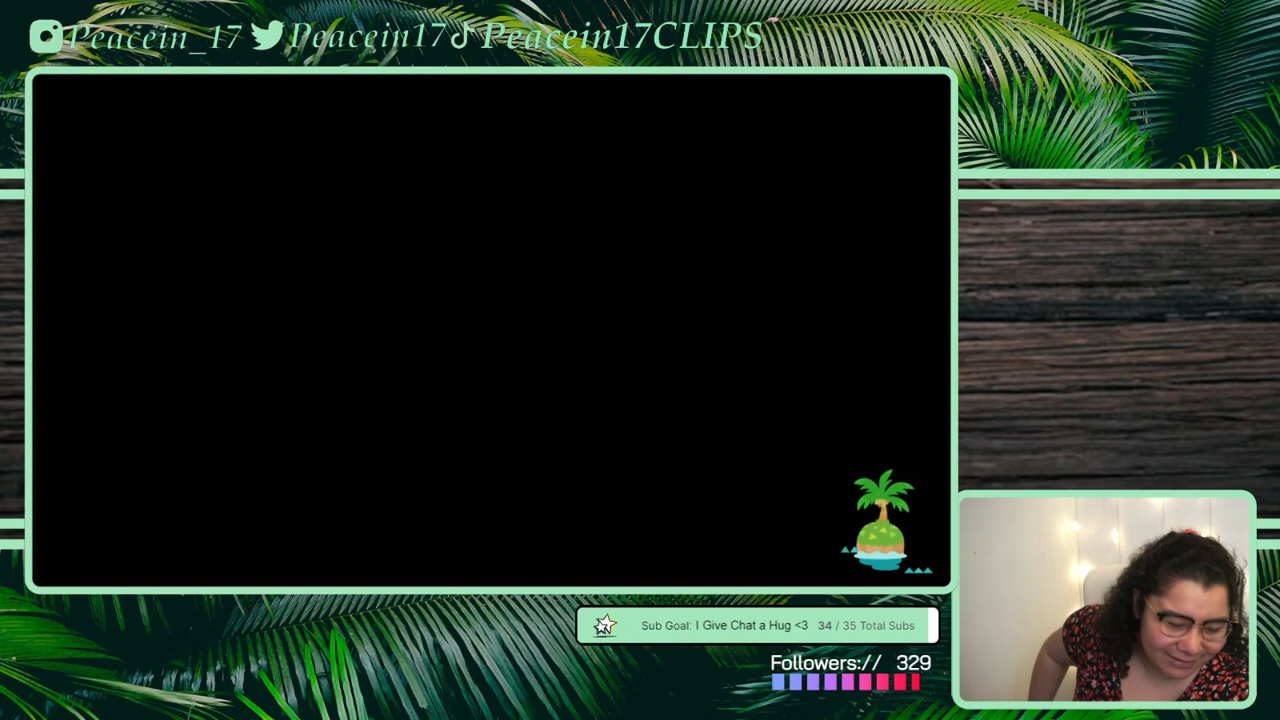 Peacein_17 Peacein17 Peacein17CLIPS
Sub Goal: I Give Chat a Hug <3 34 / 35 Total Subs
Followers:// 329